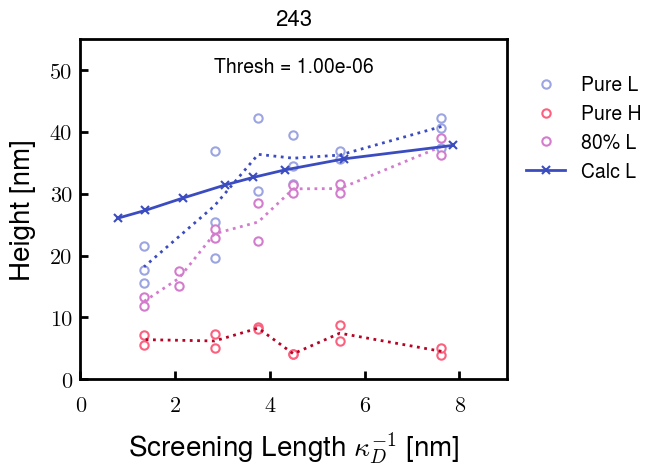 243
Thresh = 1.00e-06
50
40
30
20
10
0
Height [nm]
0 2 4 6 8
Screening Length κ_D^{-1} [nm]
Pure L
Pure H
80% L
Calc L